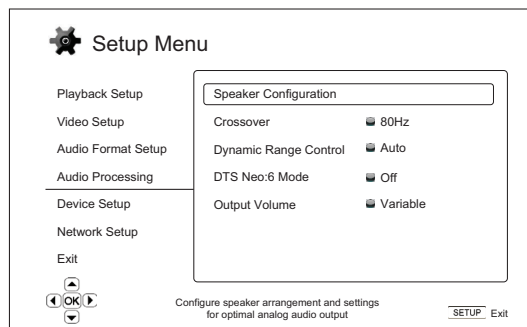 Setup Menu
Playback Setup
Video Setup
Audio Format Setup
Audio Processing
Device Setup
Network Setup
Exit
Speaker Configuration
Crossover 80Hz
Dynamic Range Control Auto
DTS Neo:6 Mode Off
Output Volume Variable
OK
Configure speaker arrangement and settings
for optimal analog audio output
SETUP Exit